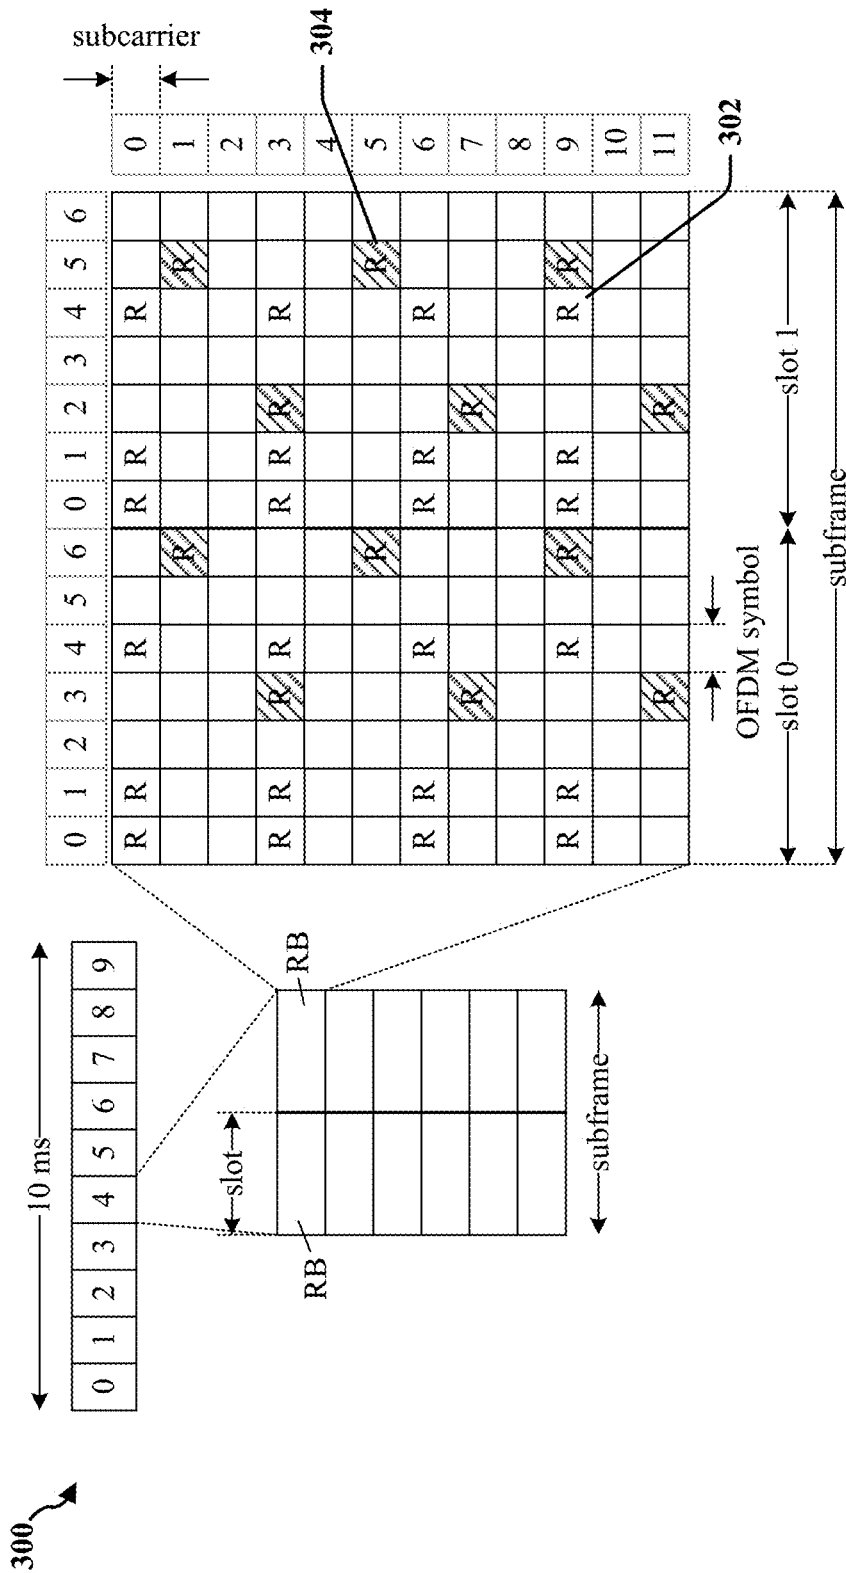 300
10 ms
0 1 2 3 4 5 6 7 8 9
slot
RB
RB
subframe
0 1 2 3 4 5 6 0 1 2 3 4 5 6
subcarrier
R R R R R R 0
R R 1
2
R R R R R R R R 3
4
R R 5
R R R R R R 6
R R 7
8
R R R R R R R R 9
10
R R 11
304
302
OFDM symbol
slot 0
slot 1
subframe